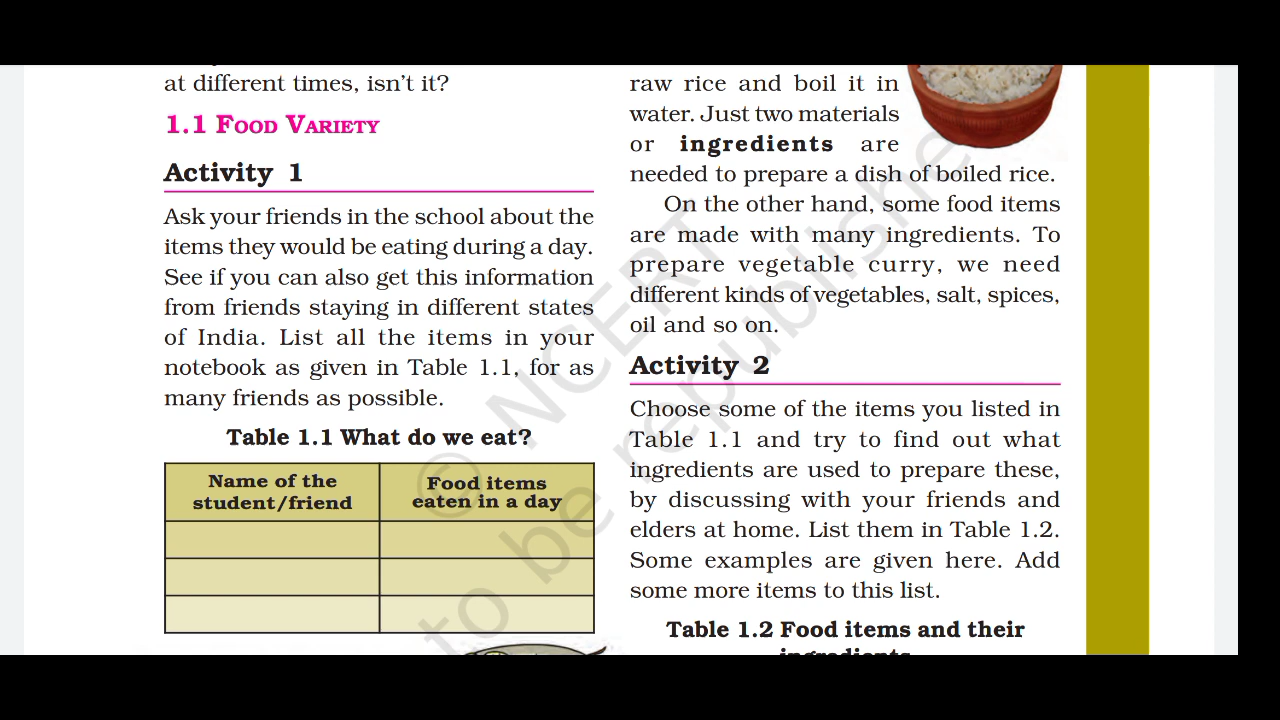 at different times, isn't it?
1.1 FOOD VARIETY
Activity 1
Ask your friends in the school about the
items they would be eating during a day.
See if you can also get this information
from friends staying in different states
of India. List all the items in your
notebook as given in Table 1.1, for as
many friends as possible.
Table 1.1 What do we eat?
Name of the
student/friend
Food items
eaten in a day
raw rice and boil it in
water. Just two materials
or ingredients are
needed to prepare a dish of boiled rice.
On the other hand, some food items
are made with many ingredients. To
prepare vegetable curry, we need
different kinds of vegetables, salt, spices,
oil and so on.
Activity 2
Choose some of the items you listed in
Table 1.1 and try to find out what
ingredients are used to prepare these,
by discussing with your friends and
elders at home. List them in Table 1.2.
Some examples are given here. Add
some more items to this list.
Table 1.2 Food items and their
ingredients
© NCERT
to be republishe